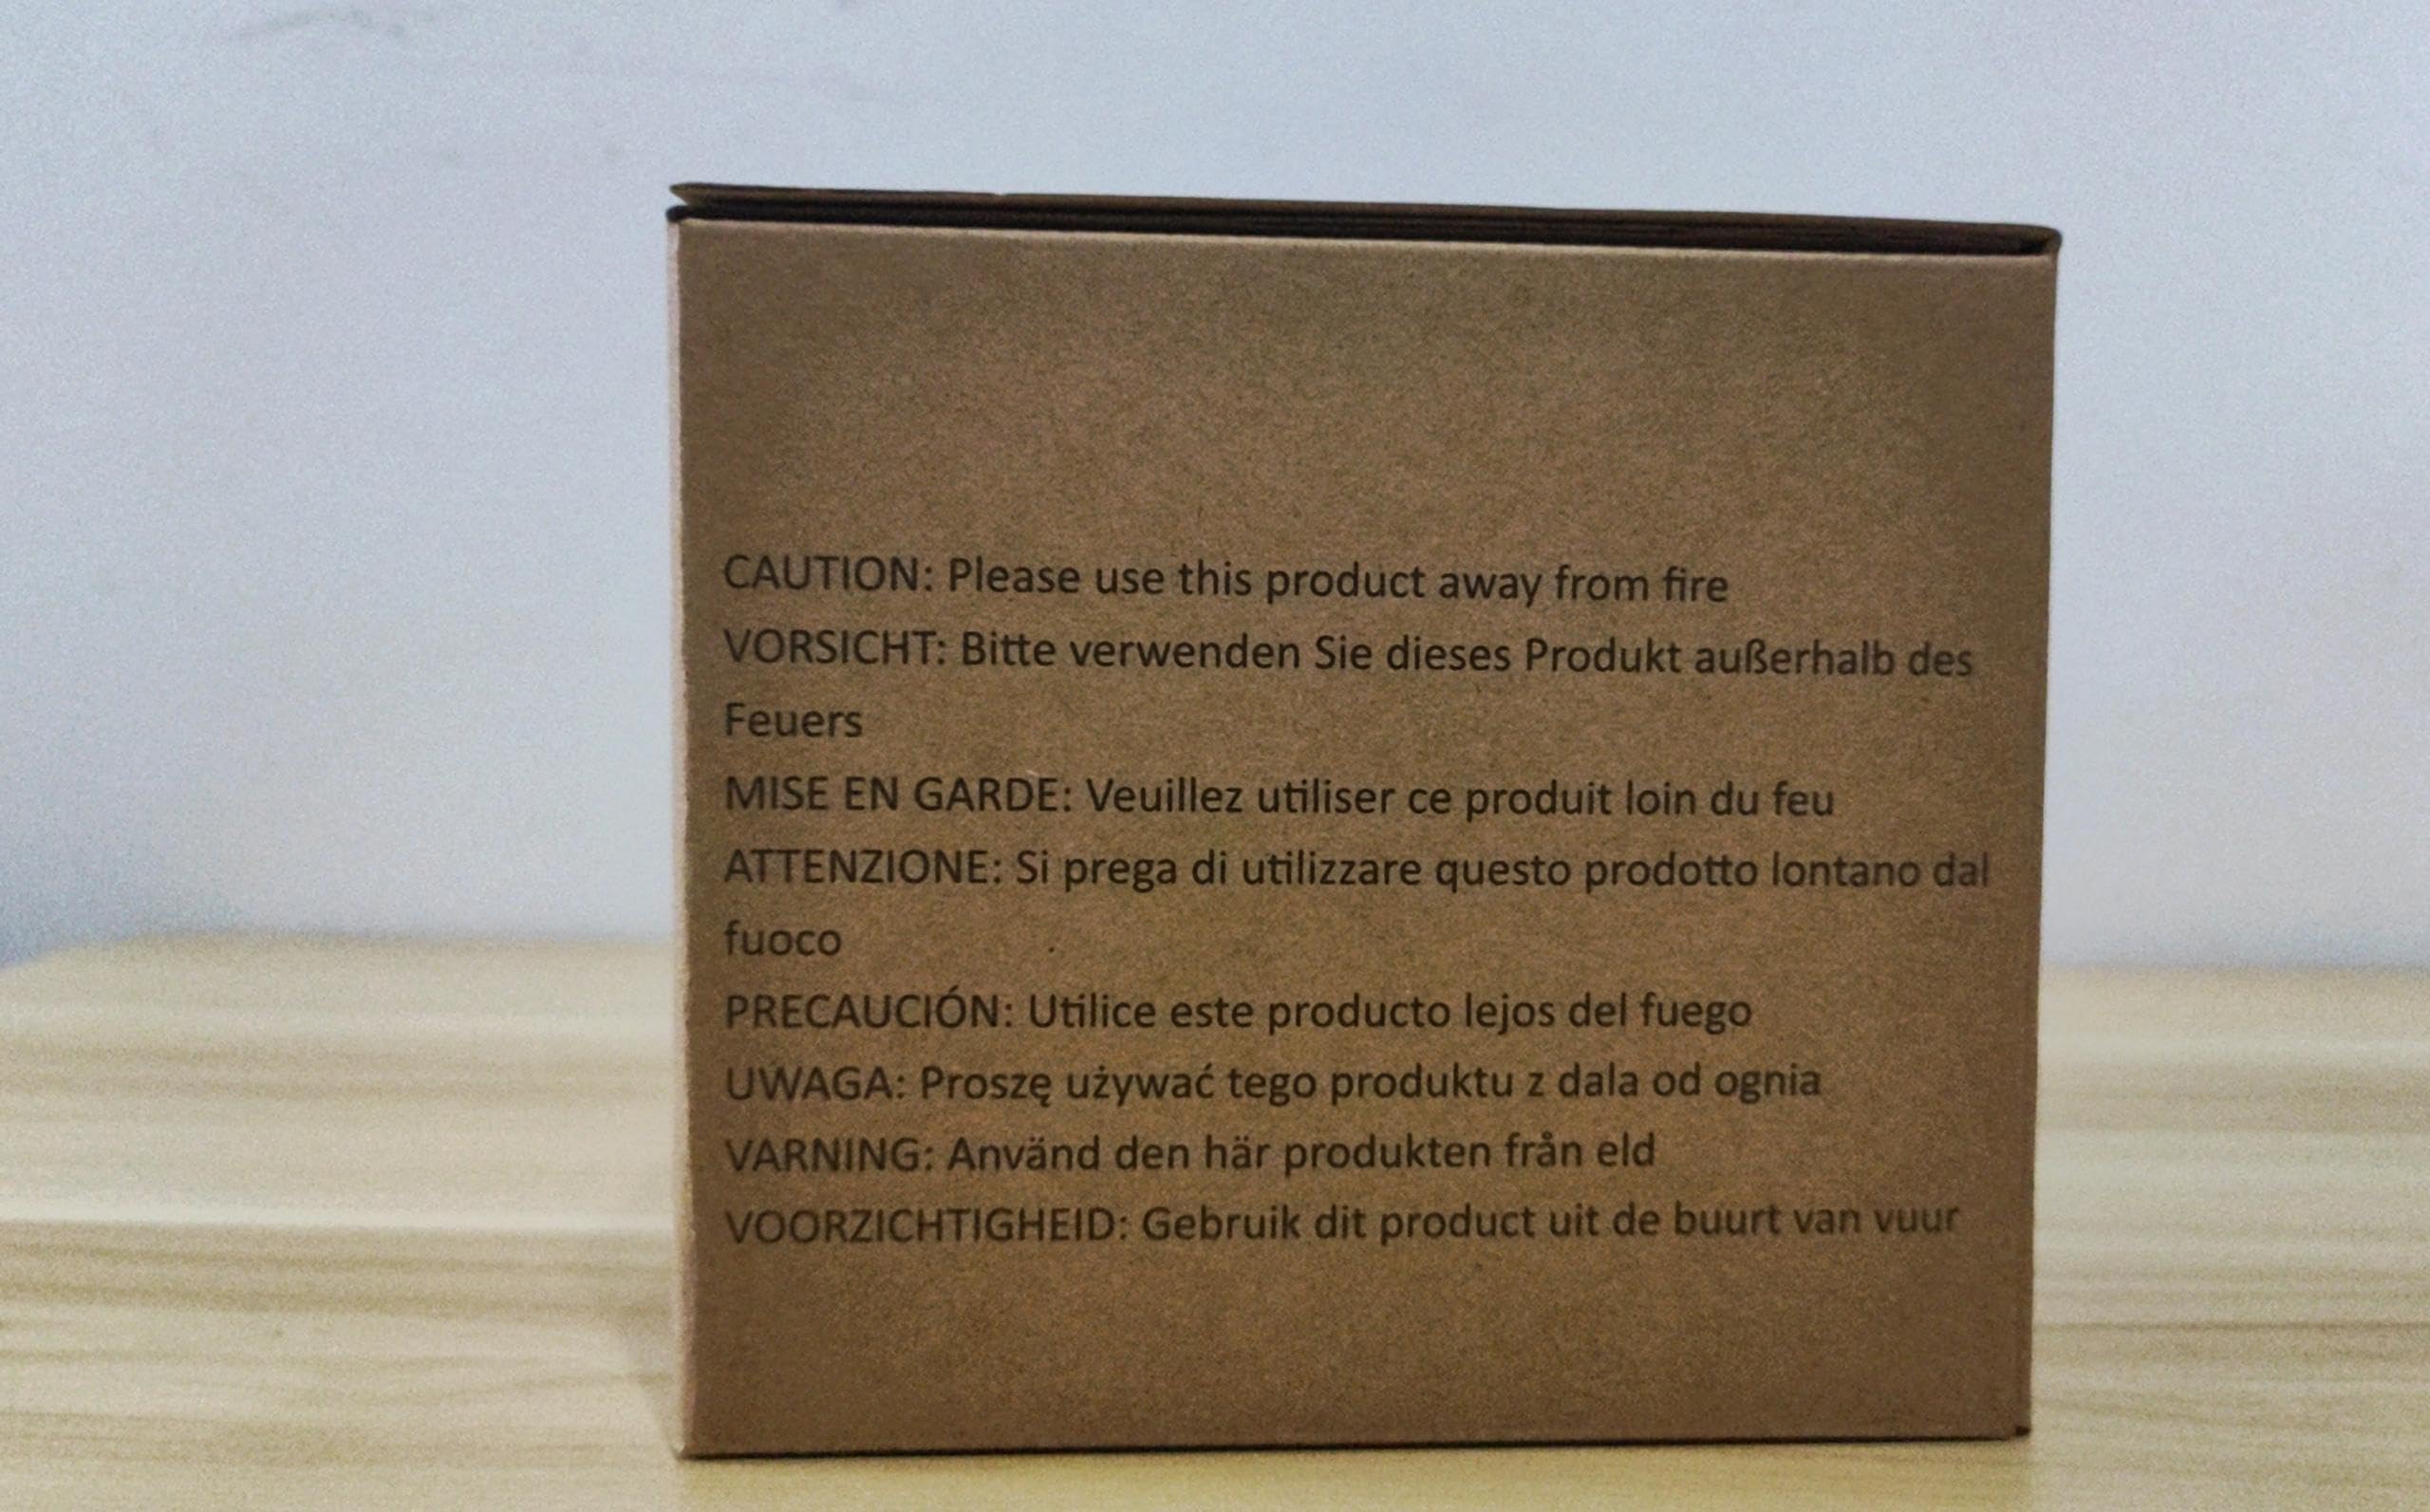 CAUTION: Please use this product away from fire
VORSICHT: Bitte verwenden Sie dieses Produkt außerhalb des
Feuers
MISE EN GARDE: Veuillez utiliser ce produit loin du feu
ATTENZIONE: Si prega di utilizzare questo prodotto lontano dal
fuoco
PRECAUCIÓN: Utilice este producto lejos del fuego
UWAGA: Proszę używać tego produktu z dala od ognia
VARNING: Använd den här produkten från eld
VOORZICHTIGHEID: Gebruik dit product uit de buurt van vuur